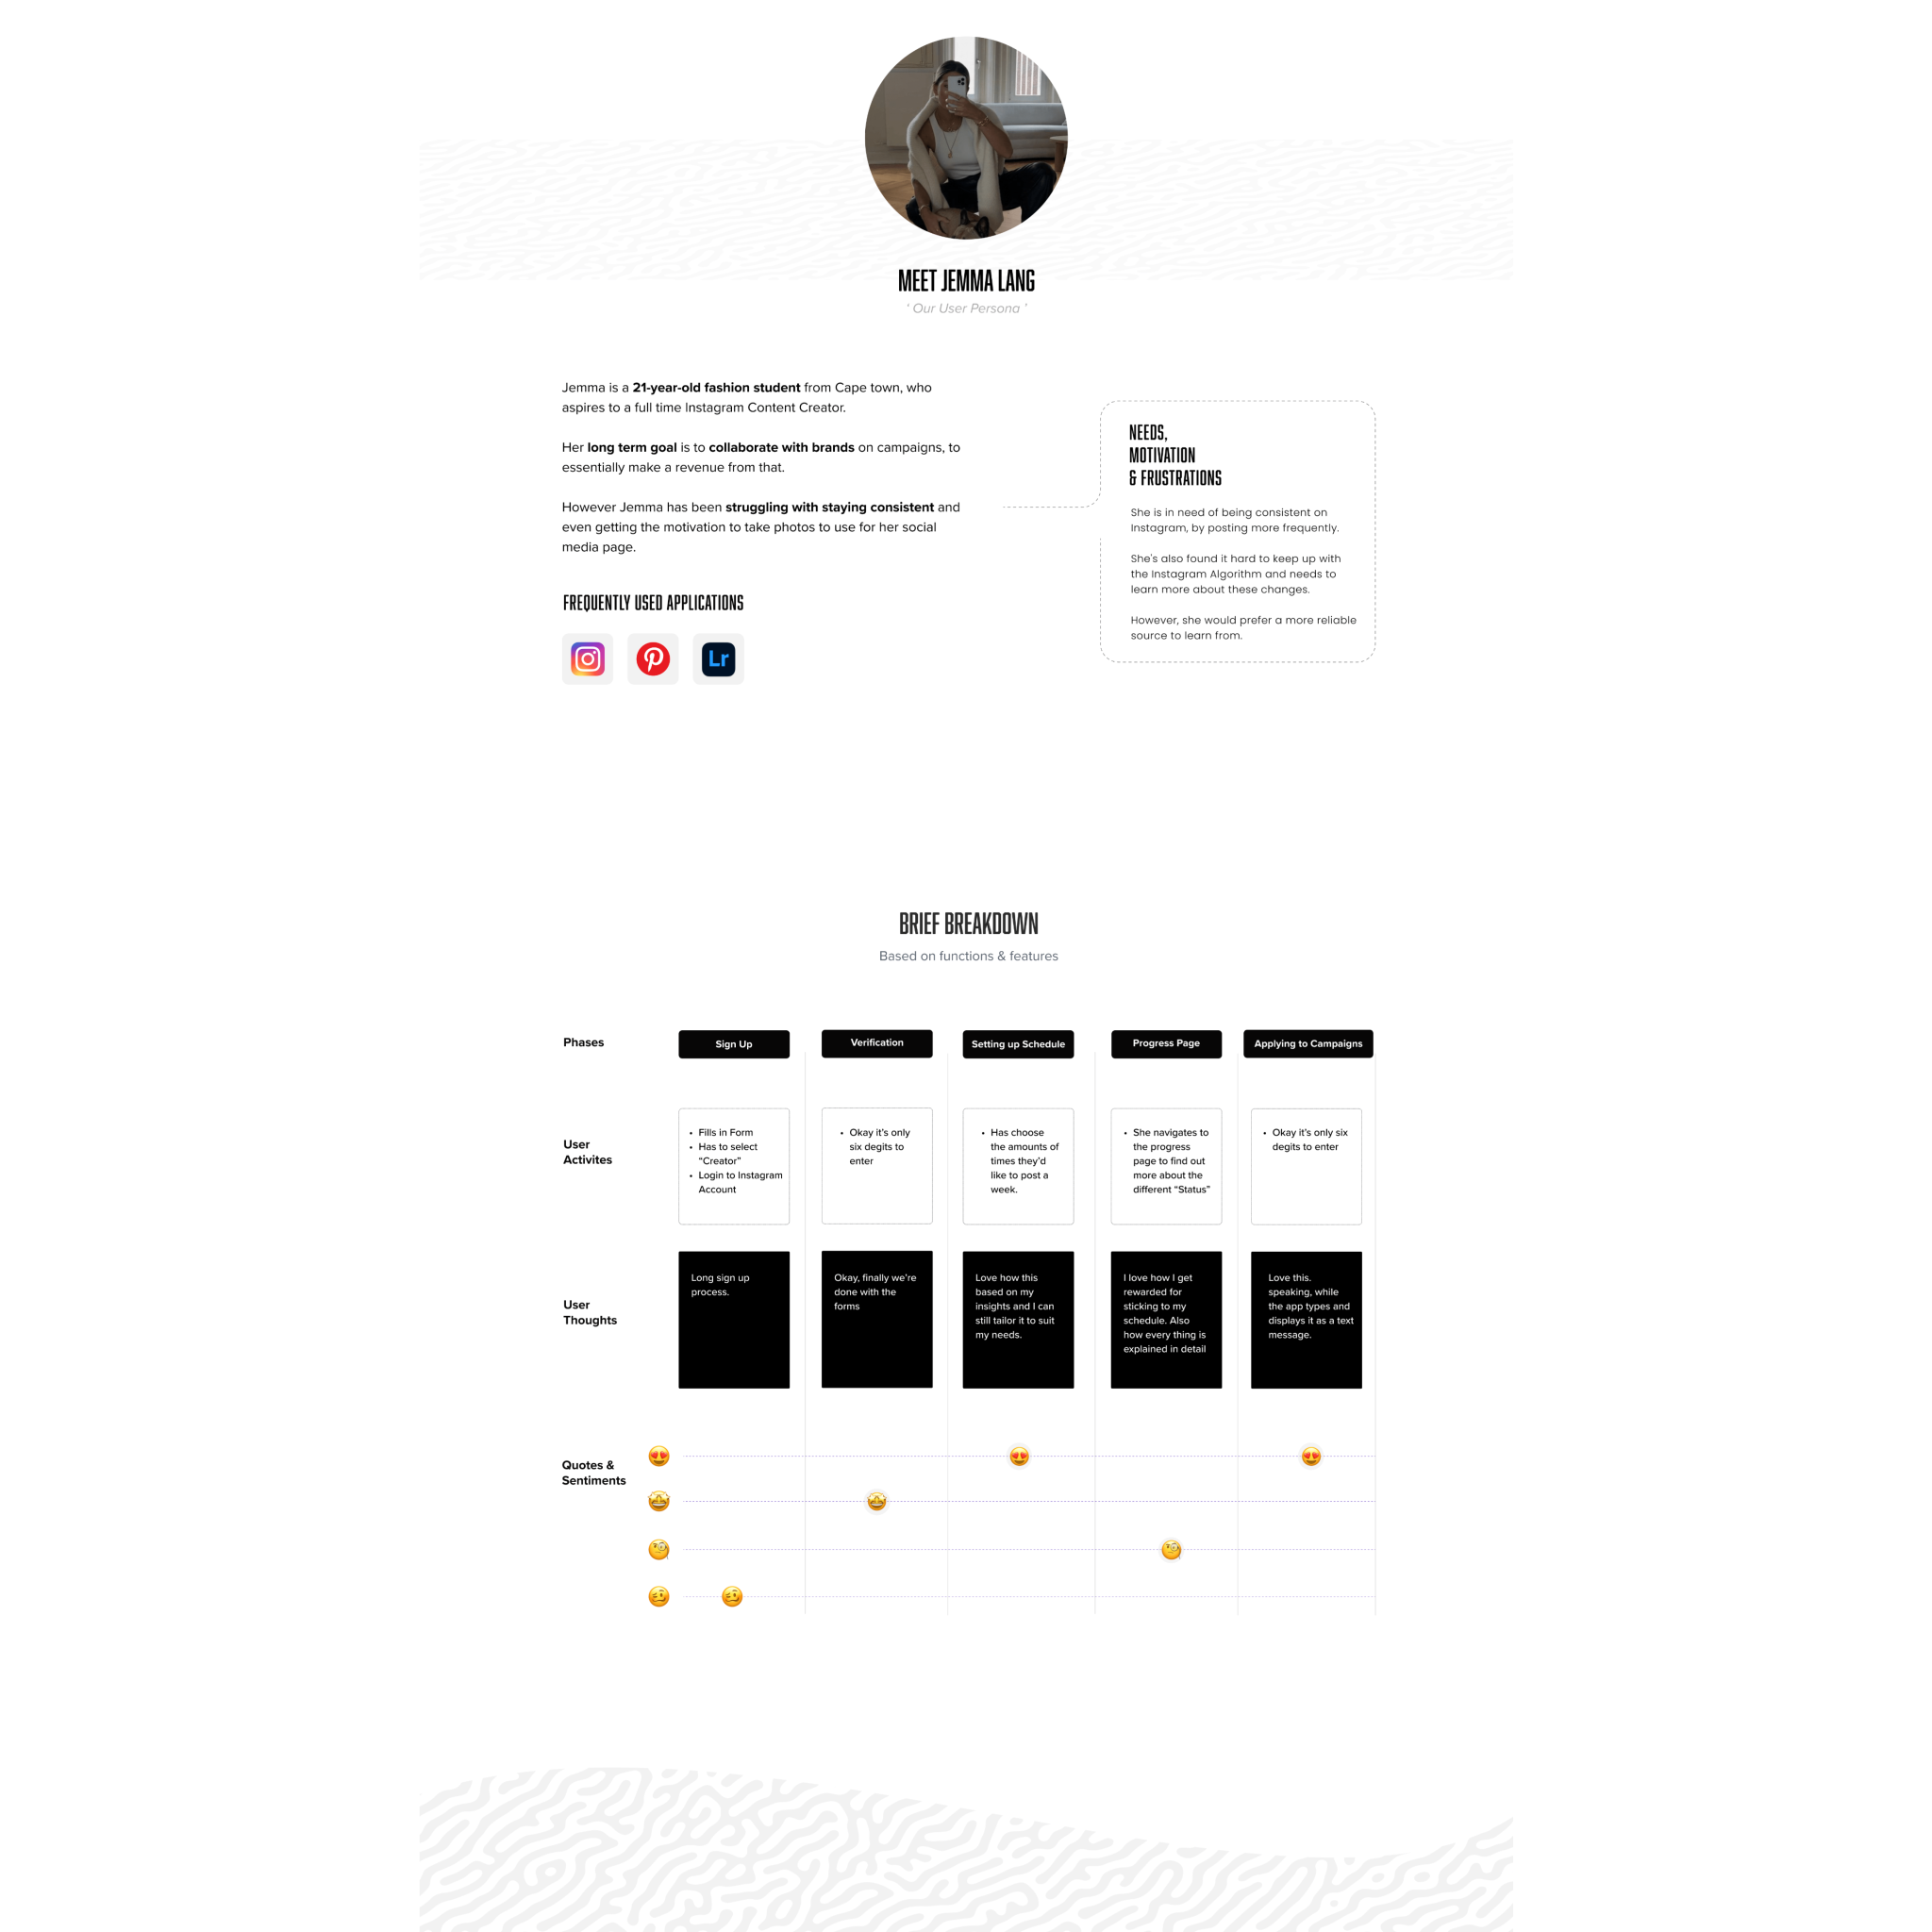 MEET JEMMA LANG
‘ Our User Persona ’
Jemma is a 21-year-old fashion student from Cape town, who
aspires to a full time Instagram Content Creator.
Her long term goal is to collaborate with brands on campaigns, to
essentially make a revenue from that.
However Jemma has been struggling with staying consistent and
even getting the motivation to take photos to use for her social
media page.
FREQUENTLY USED APPLICATIONS
Lr
NEEDS,
MOTIVATION
& FRUSTRATIONS
She is in need of being consistent on
Instagram, by posting more frequently.
She's also found it hard to keep up with
the Instagram Algorithm and needs to
learn more about these changes.
However, she would prefer a more reliable
source to learn from.
BRIEF BREAKDOWN
Based on functions & features
Phases
Sign Up
Verification
Setting up Schedule
Progress Page
Applying to Campaigns
User
Activites
• Fills in Form
• Has to select
“Creator”
• Login to Instagram
Account
• Okay it’s only
six degits to
enter
• Has choose
the amounts of
times they’d
like to post a
week.
• She navigates to
the progress
page to find out
more about the
different “Status”
• Okay it’s only six
degits to enter
User
Thoughts
Long sign up
process.
Okay, finally we’re
done with the
forms
Love how this
based on my
insights and I can
still tailor it to suit
my needs.
I love how I get
rewarded for
sticking to my
schedule. Also
how every thing is
explained in detail
Love this.
speaking, while
the app types and
displays it as a text
message.
Quotes &
Sentiments